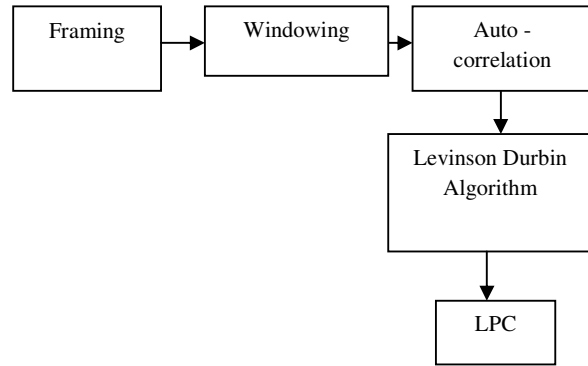 Framing
Windowing
Auto -
correlation
Levinson Durbin
Algorithm
LPC